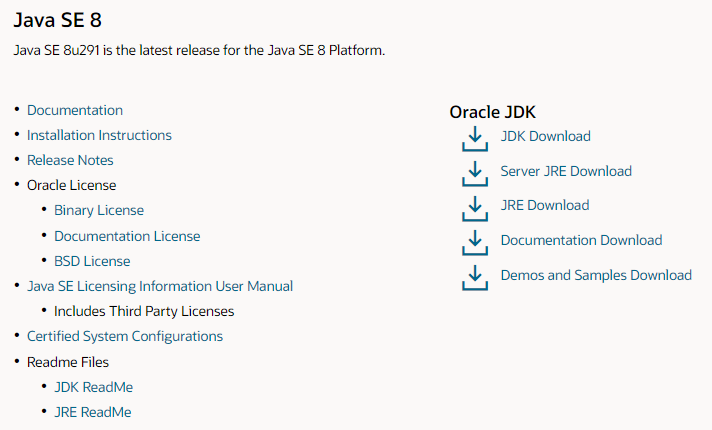 Java SE 8
Java SE 8u291 is the latest release for the Java SE 8 Platform.
• Documentation
• Installation Instructions
• Release Notes
• Oracle License
• Binary License
• Documentation License
• BSD License
• Java SE Licensing Information User Manual
• Includes Third Party Licenses
• Certified System Configurations
• Readme Files
• JDK ReadMe
• JRE ReadMe
Oracle JDK
JDK Download
Server JRE Download
JRE Download
Documentation Download
Demos and Samples Download